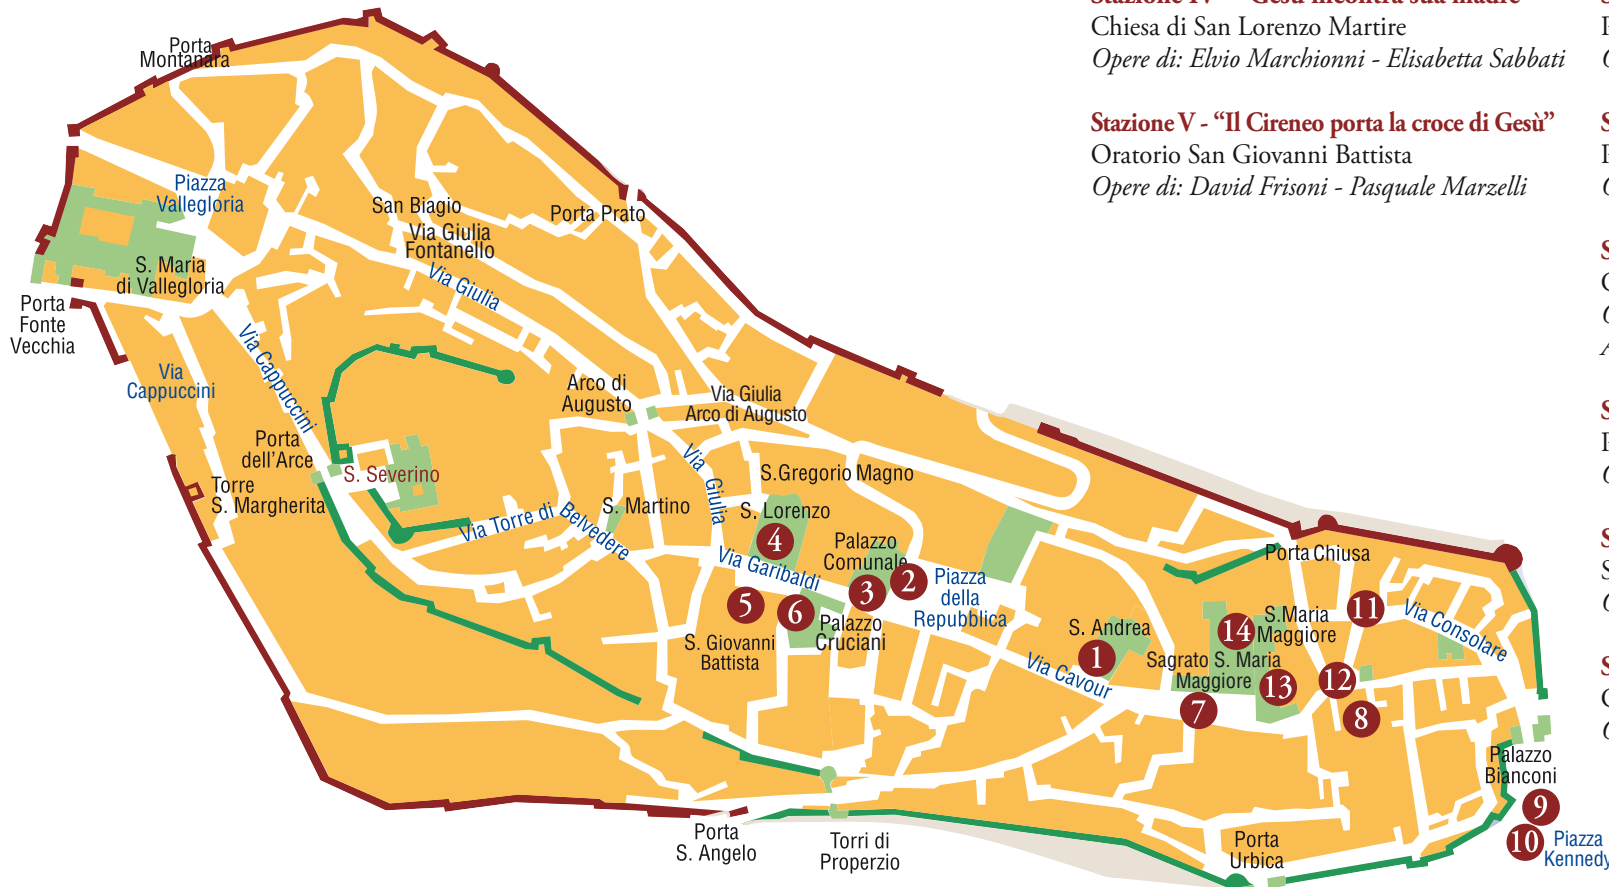 Chiesa di San Lorenzo Martire
Opere di: Elvio Marchionni - Elisabetta Sabbati
Stazione V - “Il Cireneo porta la croce di Gesù”
Oratorio San Giovanni Battista
Opere di: David Frisoni - Pasquale Marzelli
Porta
Montanara
Piazza
Vallegloria
San Biagio
Via Giulia
Fontanello
Porta Prato
S. Maria
di Vallegloria
Via Giulia
Porta
Fonte
Vecchia
Via
Cappuccini
Via Cappuccini
Arco di
Augusto
Via Giulia
Arco di Augusto
Porta
dell'Arce
S. Severino
Torre
S. Margherita
Via Giulia
S.Gregorio Magno
S. Martino
S. Lorenzo
4
Via Torre di Belvedere
Palazzo
Comunale
Via Garibaldi
2
3
Piazza
della
Repubblica
5
6
Palazzo
Cruciani
S. Giovanni
Battista
Porta Chiusa
11
Via Consolare
S. Andrea
1
14
S.Maria
Maggiore
Sagrato S. Maria
Maggiore
Via Cavour
13
12
7
8
Palazzo
Bianconi
9
10
Piazza
Kennedy
Porta
S. Angelo
Torri di
Properzio
Porta
Urbica